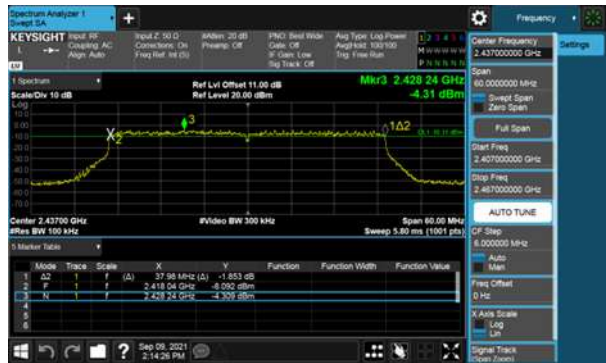 Spectrum Analyzer 1
Swept SA
+
Frequency
KEYSIGHT Input: RF
Coupling: AC
Align: Auto
Input Z: 50 Ω
Corrections: On
Freq Ref: Int (S)
#Atten: 20 dB
Preamp: Off
PNO: Best Wide
Gate: Off
IF Gain: Low
Sig Track: Off
Avg Type: Log-Power
Avg|Hold: 100/100
Trig: Free Run
1 2 3 4 5 6
M W W W W W
P N N N N N
L
1 Spectrum
Scale/Div 10 dB
Ref Lvl Offset 11.00 dB
Ref Level 20.00 dBm
Mkr3 2.428 24 GHz
-4.31 dBm
Log
10.0
0.00
-10.0
-20.0
-30.0
-40.0
-50.0
-60.0
-70.0
X2
3
1Δ2
Center 2.43700 GHz
#Res BW 100 kHz
#Video BW 300 kHz
Span 60.00 MHz
Sweep 5.80 ms (1001 pts)
5 Marker Table
Mode Trace Scale X Y Function Function Width Function Value
1 Δ2 1 f (Δ) 37.98 MHz (Δ) -1.853 dB
2 F 1 f 2.418 04 GHz -8.092 dBm
3 N 1 f 2.428 24 GHz -4.309 dBm
4
5
6
?
Sep 09, 2021
2:14:26 PM
Center Frequency
2.437000000 GHz
Settings
Span
60.0000000 MHz
Swept Span
Zero Span
Full Span
Start Freq
2.407000000 GHz
Stop Freq
2.467000000 GHz
AUTO TUNE
CF Step
6.000000 MHz
Auto
Man
Freq Offset
0 Hz
X Axis Scale
Log
Lin
Signal Track
(Span Zoom)